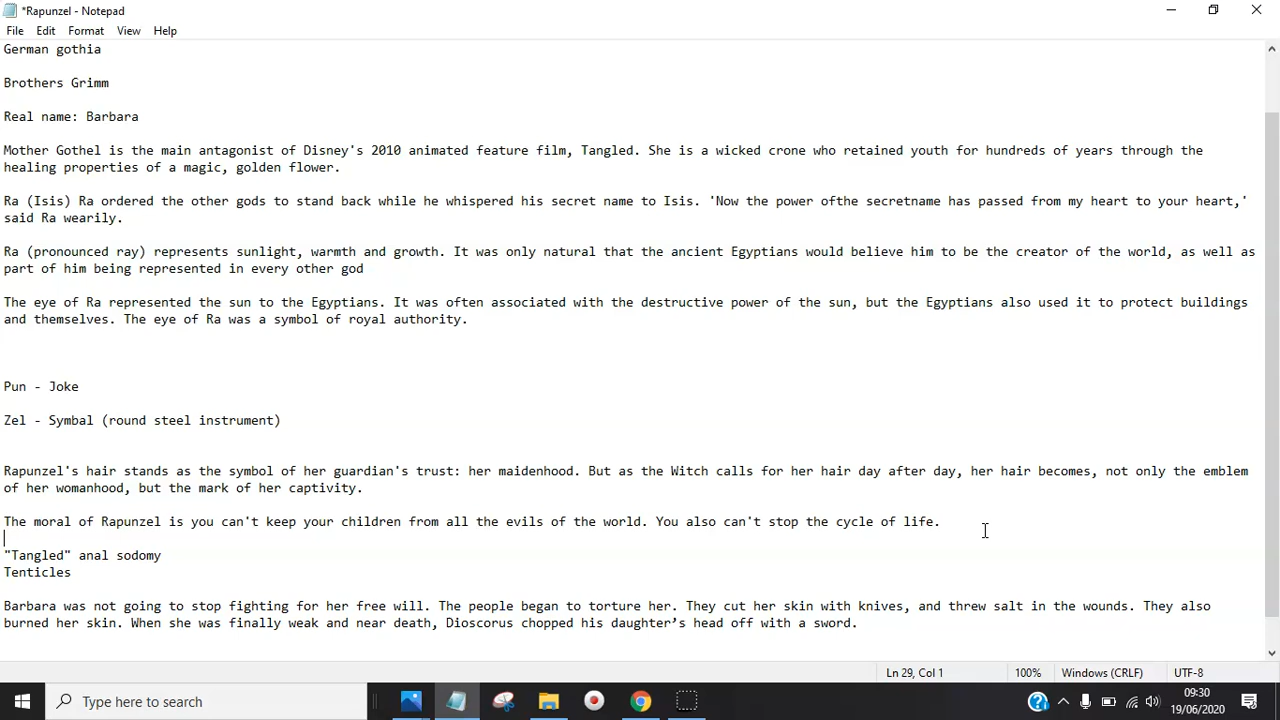 *Rapunzel - Notepad
File Edit Format View Help
German gothia
Brothers Grimm
Real name: Barbara
Mother Gothel is the main antagonist of Disney's 2010 animated feature film, Tangled. She is a wicked crone who retained youth for hundreds of years through the
healing properties of a magic, golden flower.
Ra (Isis) Ra ordered the other gods to stand back while he whispered his secret name to Isis. 'Now the power ofthe secretname has passed from my heart to your heart,'
said Ra wearily.
Ra (pronounced ray) represents sunlight, warmth and growth. It was only natural that the ancient Egyptians would believe him to be the creator of the world, as well as
part of him being represented in every other god
The eye of Ra represented the sun to the Egyptians. It was often associated with the destructive power of the sun, but the Egyptians also used it to protect buildings
and themselves. The eye of Ra was a symbol of royal authority.
Pun - Joke
Zel - Symbal (round steel instrument)
Rapunzel's hair stands as the symbol of her guardian's trust: her maidenhood. But as the Witch calls for her hair day after day, her hair becomes, not only the emblem
of her womanhood, but the mark of her captivity.
The moral of Rapunzel is you can't keep your children from all the evils of the world. You also can't stop the cycle of life.
"Tangled" anal sodomy
Tenticles
Barbara was not going to stop fighting for her free will. The people began to torture her. They cut her skin with knives, and threw salt in the wounds. They also
burned her skin. When she was finally weak and near death, Dioscorus chopped his daughter’s head off with a sword.
Ln 29, Col 1 100% Windows (CRLF) UTF-8
Type here to search
09:30
19/06/2020